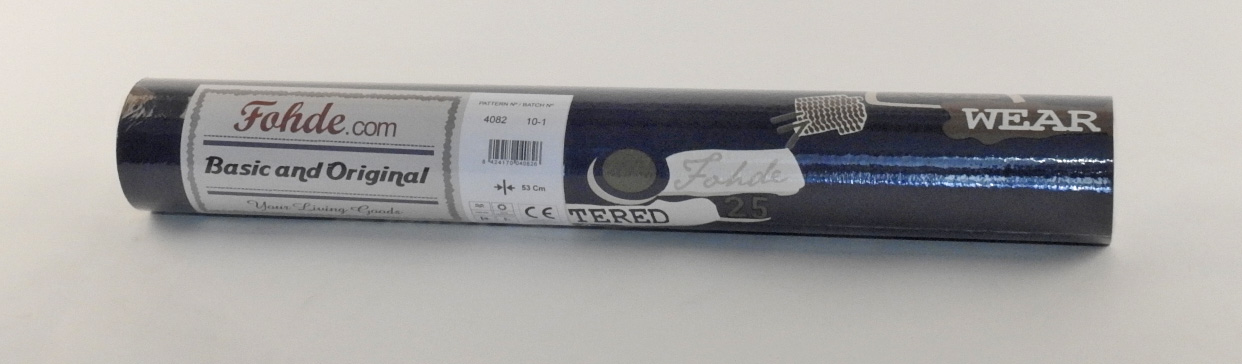 Fohde.com
Basic and Original
Your Living Goods
PATTERN Nº / BATCH Nº
4082 10-1
53 Cm
CE
TERED
Fohde
25
WEAR